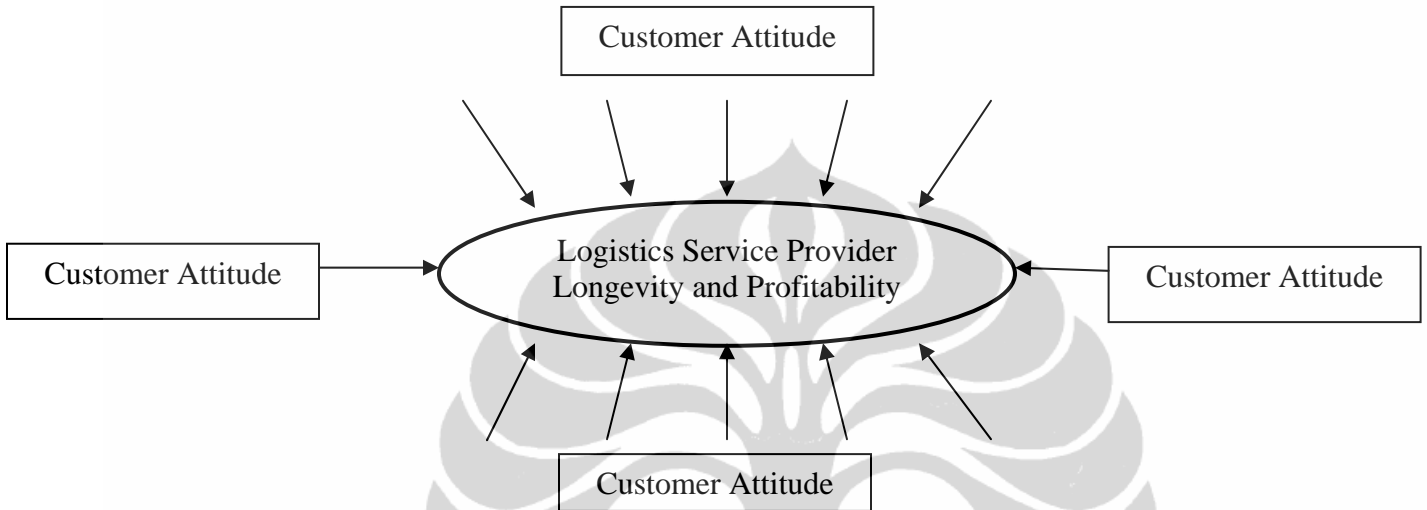 Customer Attitude
Logistics Service Provider
Longevity and Profitability
Customer Attitude
Customer Attitude
Customer Attitude